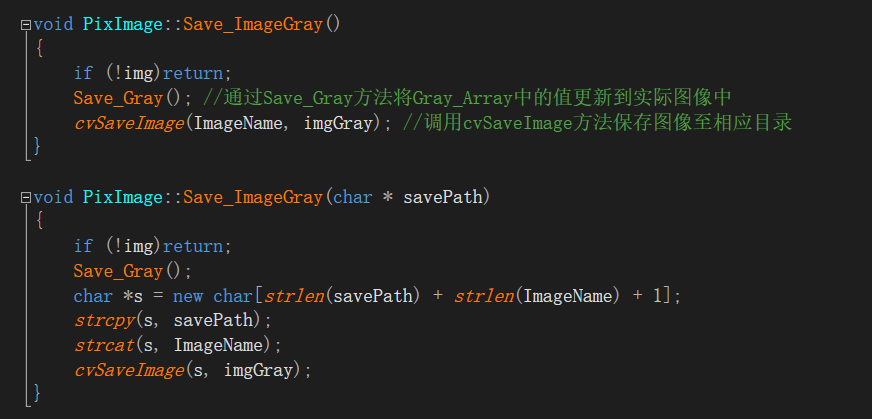 void PixImage::Save_ImageGray()
{
if (!img)return;
Save_Gray(); //通过Save_Gray方法将Gray_Array中的值更新到实际图像中
cvSaveImage(ImageName, imgGray); //调用cvSaveImage方法保存图像至相应目录
}
void PixImage::Save_ImageGray(char * savePath)
{
if (!img)return;
Save_Gray();
char *s = new char[strlen(savePath) + strlen(ImageName) + 1];
strcpy(s, savePath);
strcat(s, ImageName);
cvSaveImage(s, imgGray);
}